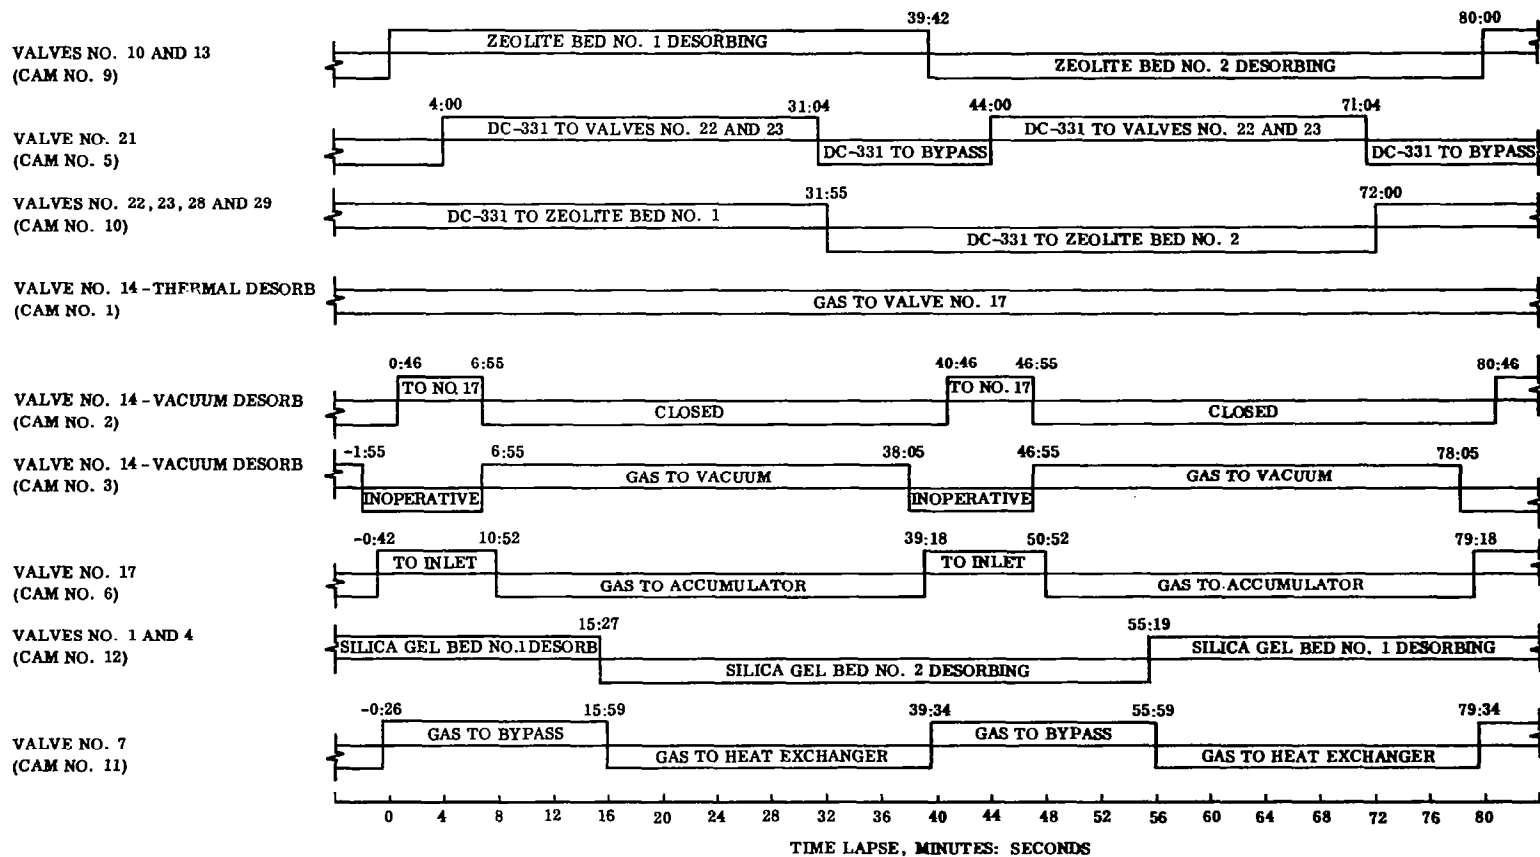 39:42 80:00
VALVES NO. 10 AND 13
(CAM NO. 9)
ZEOLITE BED NO. 1 DESORBING
ZEOLITE BED NO. 2 DESORBING
4:00 31:04 44:00 71:04
VALVE NO. 21
(CAM NO. 5)
DC-331 TO VALVES NO. 22 AND 23
DC-331 TO BYPASS
DC-331 TO VALVES NO. 22 AND 23
DC-331 TO BYPASS
31:55 72:00
VALVES NO. 22, 23, 28 AND 29
(CAM NO. 10)
DC-331 TO ZEOLITE BED NO. 1
DC-331 TO ZEOLITE BED NO. 2
VALVE NO. 14-THERMAL DESORB
(CAM NO. 1)
GAS TO VALVE NO. 17
0:46 6:55 40:46 46:55 80:46
VALVE NO. 14-VACUUM DESORB
(CAM NO. 2)
TO NO. 17
CLOSED
TO NO. 17
CLOSED
-1:55 6:55 38:05 46:55 78:05
VALVE NO. 14-VACUUM DESORB
(CAM NO. 3)
INOPERATIVE
GAS TO VACUUM
INOPERATIVE
GAS TO VACUUM
-0:42 10:52 39:18 50:52 79:18
VALVE NO. 17
(CAM NO. 6)
TO INLET
GAS TO ACCUMULATOR
TO INLET
GAS TO ACCUMULATOR
15:27 55:19
VALVES NO. 1 AND 4
(CAM NO. 12)
SILICA GEL BED NO.1 DESORB
SILICA GEL BED NO. 2 DESORBING
SILICA GEL BED NO. 1 DESORBING
-0:26 15:59 39:34 55:59 79:34
VALVE NO. 7
(CAM NO. 11)
GAS TO BYPASS
GAS TO HEAT EXCHANGER
GAS TO BYPASS
GAS TO HEAT EXCHANGER
0 4 8 12 16 20 24 28 32 36 40 44 48 52 56 60 64 68 72 76 80
TIME LAPSE, MINUTES: SECONDS